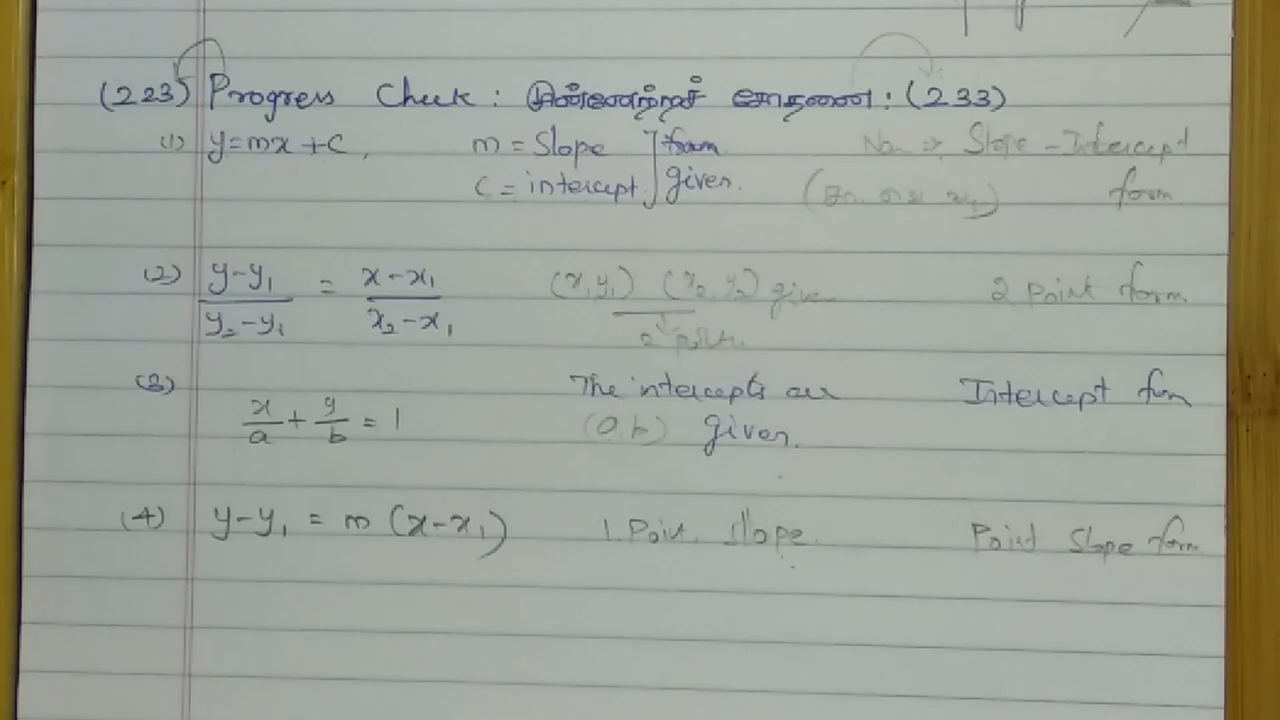 (223) Progress Check: முன்னேற்றச் சோதனை: (233)
(1) y=mx+c, m = Slope from Slope-Intercept
c = intercept given. form
(2) y-y₁ / y₂-y₁ = x-x₁ / x₂-x₁ (x₁,y₁) (x₂,y₂) given 2 Point form
(3) The intercepts are Intercept form
x/a + y/b = 1 given.
(4) y-y₁ = m (x-x₁) 1 Point, slope. Point Slope form